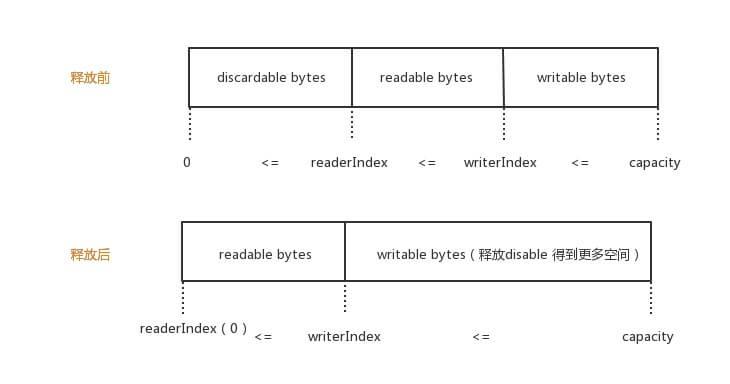 释放前 discardable bytes readable bytes writable bytes
0 <= readerIndex <= writerIndex <= capacity
释放后 readable bytes writable bytes（释放disable 得到更多空间）
readerIndex（0） <= writerIndex <= capacity